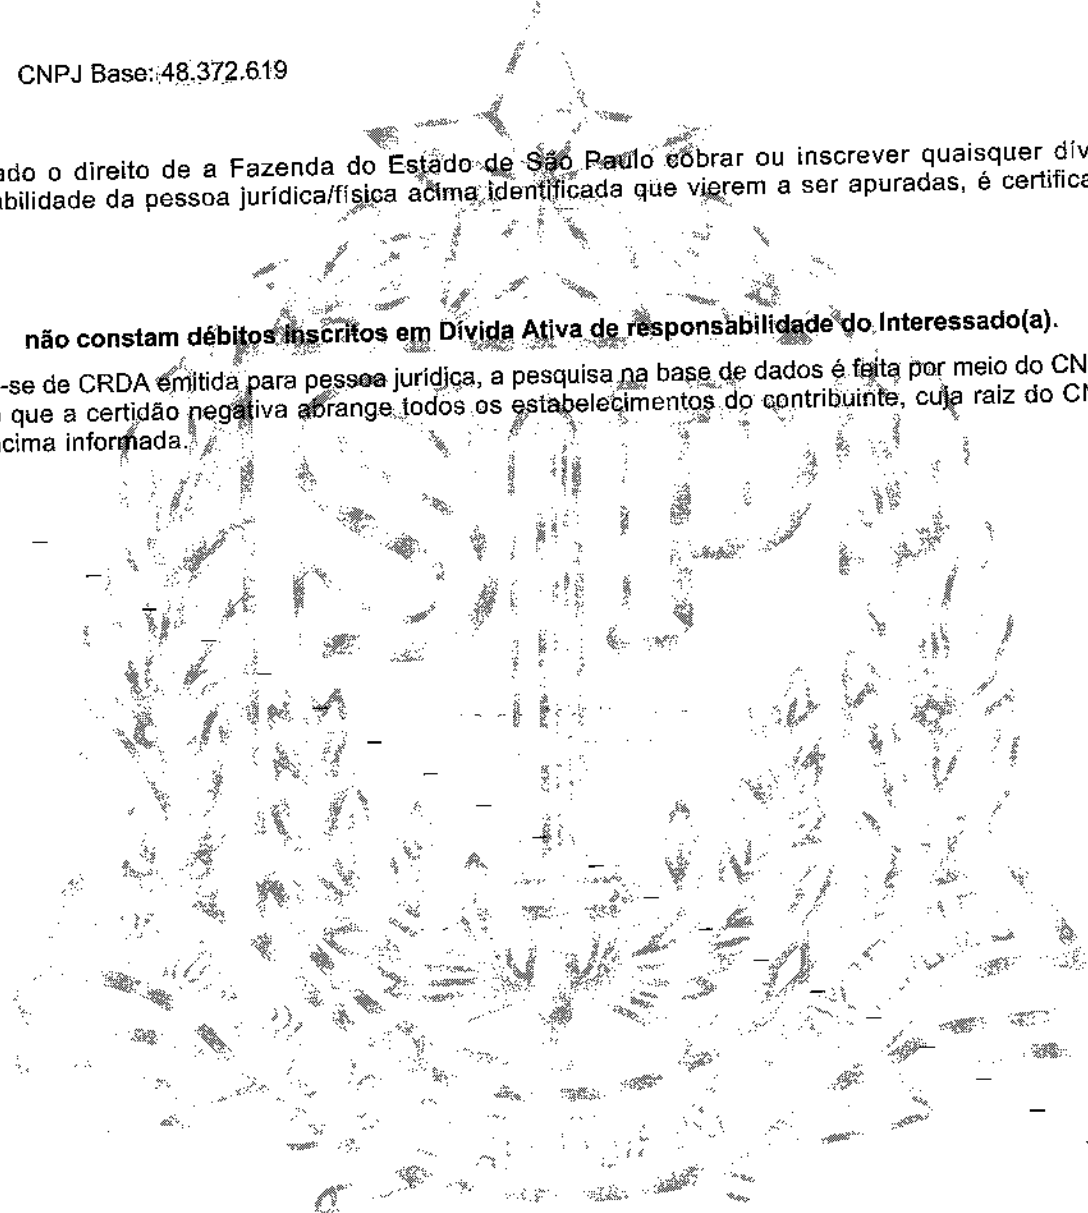 CNPJ Base: 48.372.619
ado o direito de a Fazenda do Estado de São Paulo cobrar ou inscrever quaisquer dív
abilidade da pessoa jurídica/física acima identificada que vierem a ser apuradas, é certifica
não constam débitos inscritos em Dívida Ativa de responsabilidade do Interessado(a).
-se de CRDA emitida para pessoa jurídica, a pesquisa na base de dados é feita por meio do CN
que a certidão negativa abrange todos os estabelecimentos do contribuinte, cuja raiz do CN
cima informada.